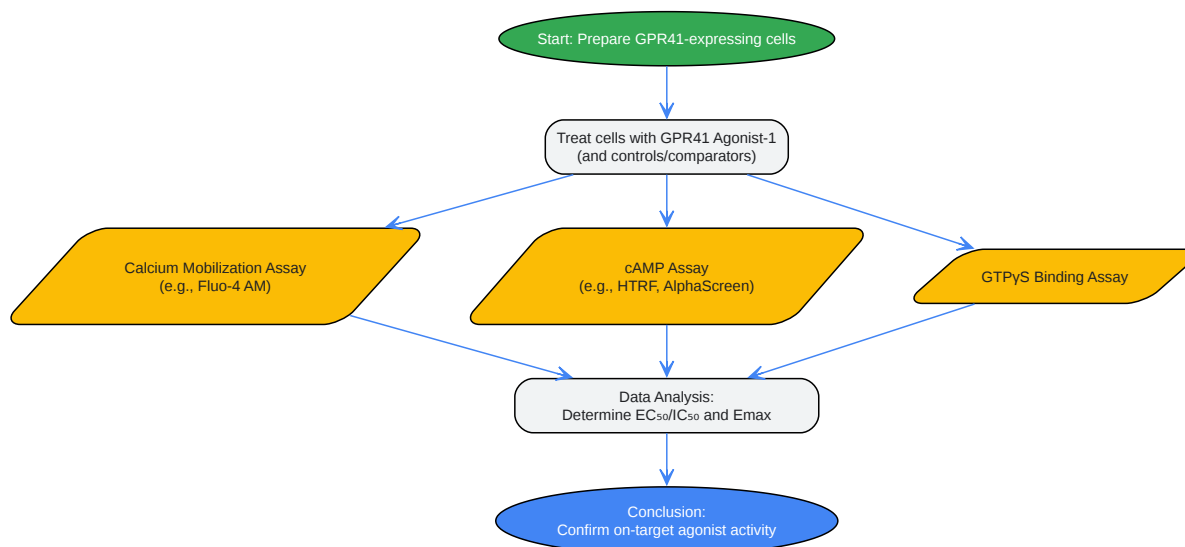 Start: Prepare GPR41-expressing cells
Treat cells with GPR41 Agonist-1
(and controls/comparators)
Calcium Mobilization Assay
(e.g., Fluo-4 AM)
cAMP Assay
(e.g., HTRF, AlphaScreen)
GTPγS Binding Assay
Data Analysis:
Determine EC₅₀/IC₅₀ and Emax
Conclusion:
Confirm on-target agonist activity